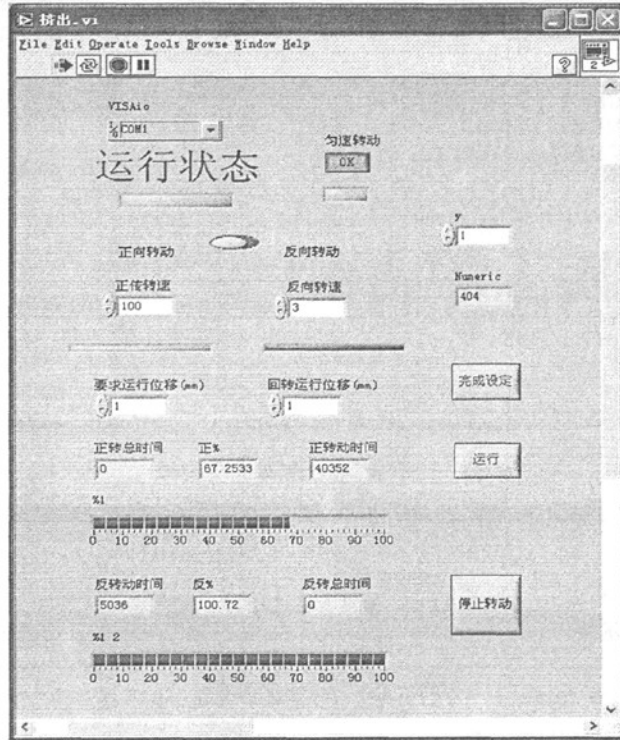 挤出.vi
File Edit Operate Tools Browse Window Help
2
VISAio
COM1
运行状态
匀速转动
OK
正向转动 反向转动
y
1
正传转速 反向转速
100 3
Numeric
404
要求运行位移(mm) 回转运行位移(mm)
1 1
完成设定
正转总时间 正% 正转动时间
0 67.2533 40352
运行
%1
0 10 20 30 40 50 60 70 80 90 100
反转动时间 反% 反转总时间
5036 100.72 0
停止转动
%1 2
0 10 20 30 40 50 60 70 80 90 100